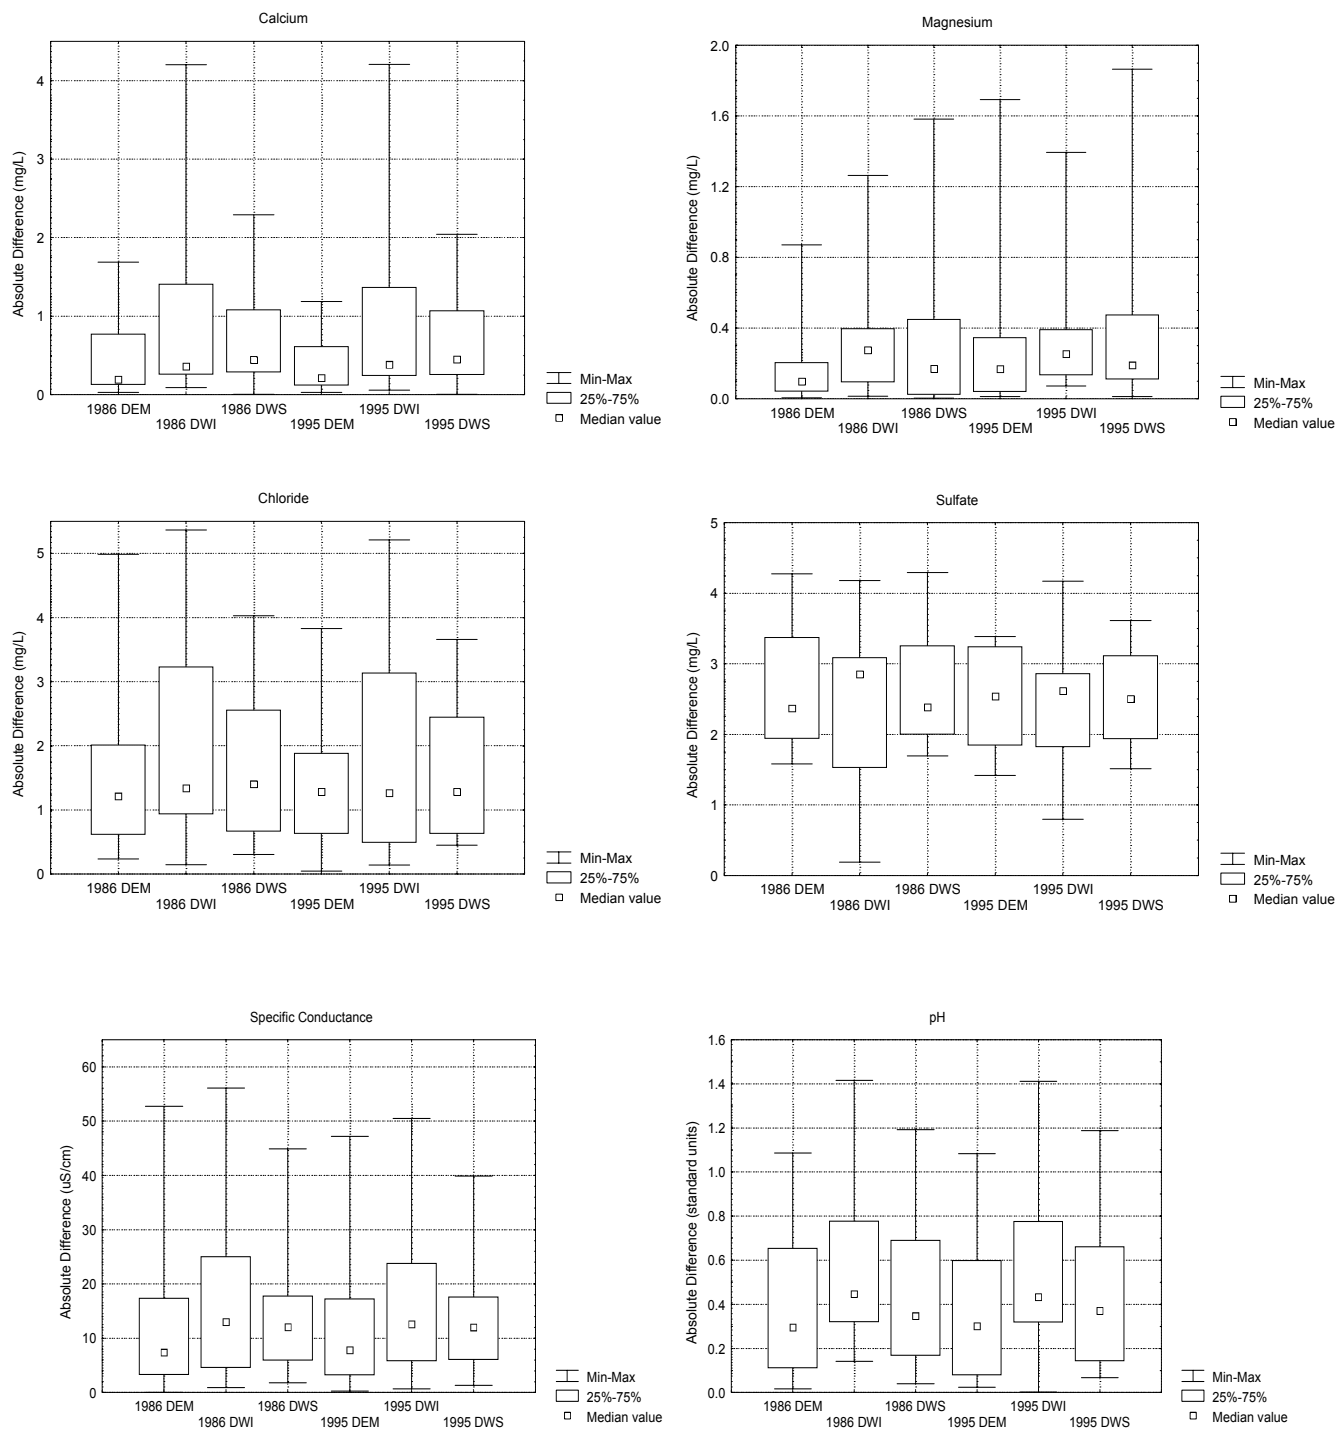 Calcium
Absolute Difference (mg/L)
4
3
2
1
0
1986 DEM
1986 DWS
1995 DWI
1986 DWI
1995 DEM
1995 DWS
Min-Max
25%-75%
Median value
Magnesium
Absolute Difference (mg/L)
2.0
1.6
1.2
0.8
0.4
0.0
1986 DEM
1986 DWS
1995 DWI
1986 DWI
1995 DEM
1995 DWS
Min-Max
25%-75%
Median value
Chloride
Absolute Difference (mg/L)
5
4
3
2
1
0
1986 DEM
1986 DWS
1995 DWI
1986 DWI
1995 DEM
1995 DWS
Min-Max
25%-75%
Median value
Sulfate
Absolute Difference (mg/L)
5
4
3
2
1
0
1986 DEM
1986 DWS
1995 DWI
1986 DWI
1995 DEM
1995 DWS
Min-Max
25%-75%
Median value
Specific Conductance
Absolute Difference (uS/cm)
60
50
40
30
20
10
0
1986 DEM
1986 DWS
1995 DWI
1986 DWI
1995 DEM
1995 DWS
Min-Max
25%-75%
Median value
pH
Absolute Difference (standard units)
1.6
1.4
1.2
1.0
0.8
0.6
0.4
0.2
0.0
1986 DEM
1986 DWS
1995 DWI
1986 DWI
1995 DEM
1995 DWS
Min-Max
25%-75%
Median value